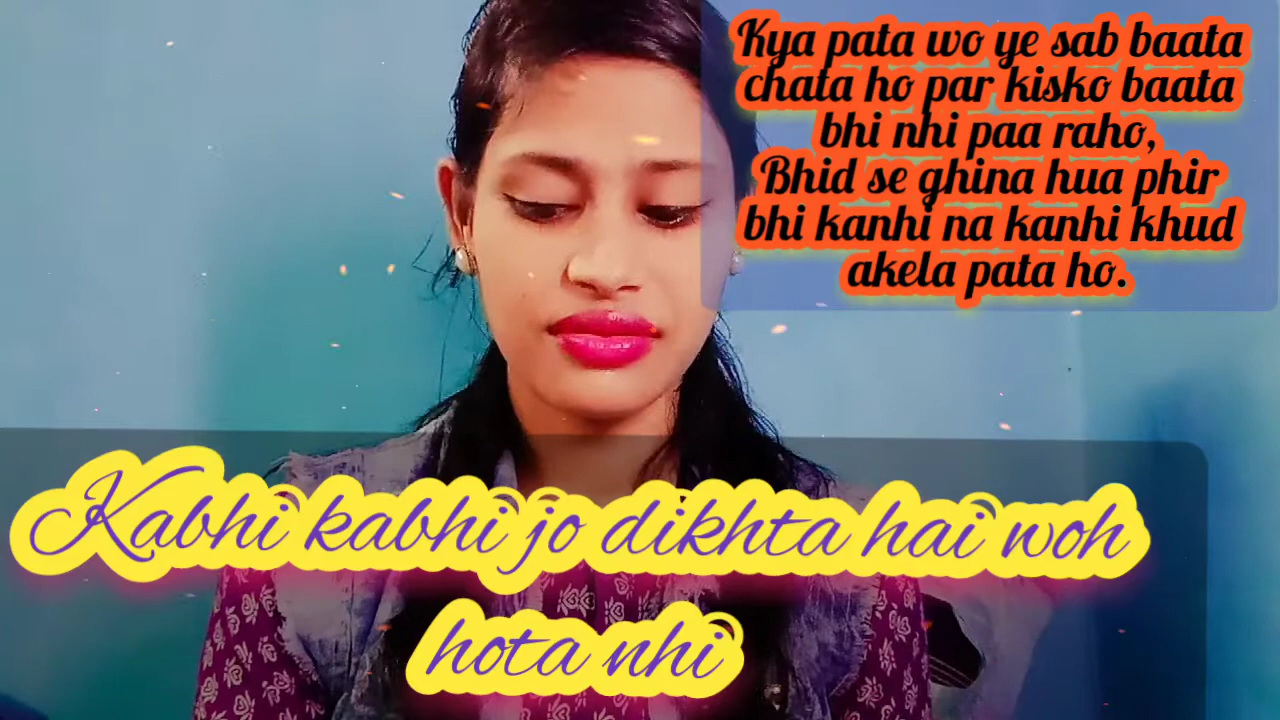 Kya pata wo ye sab baata
chata ho par kisko baata
bhi nhi paa raho,
Bhid se ghina hua phir
bhi kanhi na kanhi khud
akela pata ho.
Kabhi kabhi jo dikhta hai woh
hota nhi